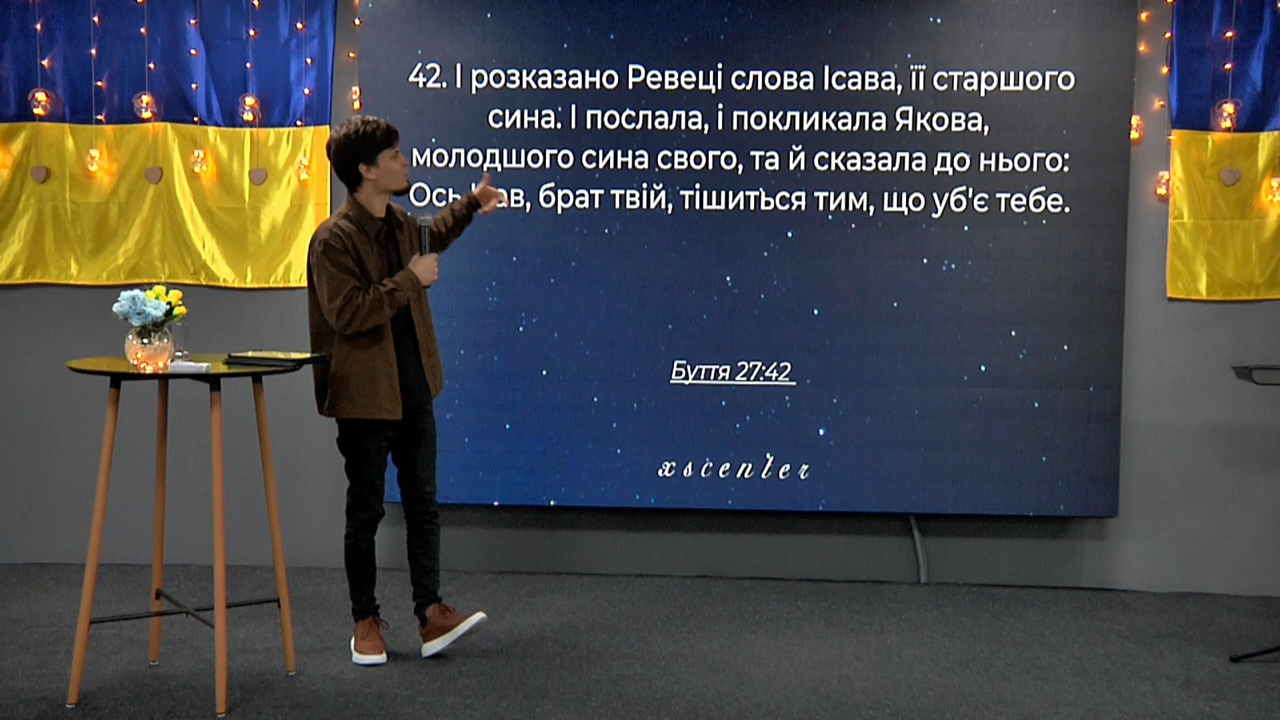 42. І розказано Ревеці слова Ісава, її старшого
сина. І послала, і покликала Якова,
молодшого сина свого, та й сказала до нього:
Ось брат твій, тішиться тим, що уб'є тебе.
Буття 27:42
xscenter